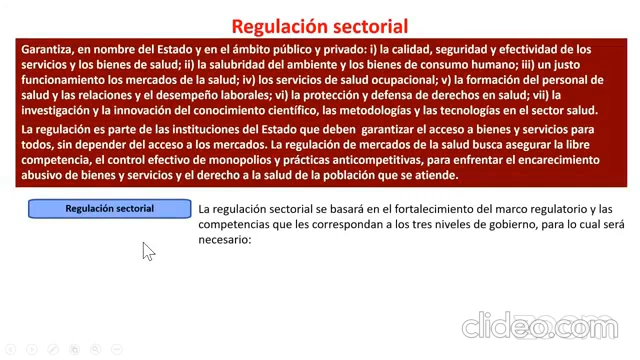 Regulación sectorial
Garantiza, en nombre del Estado y en el ámbito público y privado: i) la calidad, seguridad y efectividad de los
servicios y los bienes de salud; ii) la salubridad del ambiente y los bienes de consumo humano; iii) un justo
funcionamiento los mercados de la salud; iv) los servicios de salud ocupacional; v) la formación del personal de
salud y las relaciones y el desempeño laborales; vi) la protección y defensa de derechos en salud; vii) la
investigación y la innovación del conocimiento científico, las metodologías y las tecnologías en el sector salud.
La regulación es parte de las instituciones del Estado que deben garantizar el acceso a bienes y servicios para
todos, sin depender del acceso a los mercados. La regulación de mercados de la salud busca asegurar la libre
competencia, el control efectivo de monopolios y prácticas anticompetitivas, para enfrentar el encarecimiento
abusivo de bienes y servicios y el derecho a la salud de la población que se atiende.
Regulación sectorial
La regulación sectorial se basará en el fortalecimiento del marco regulatorio y las
competencias que les correspondan a los tres niveles de gobierno, para lo cual será
necesario:
clideo.com